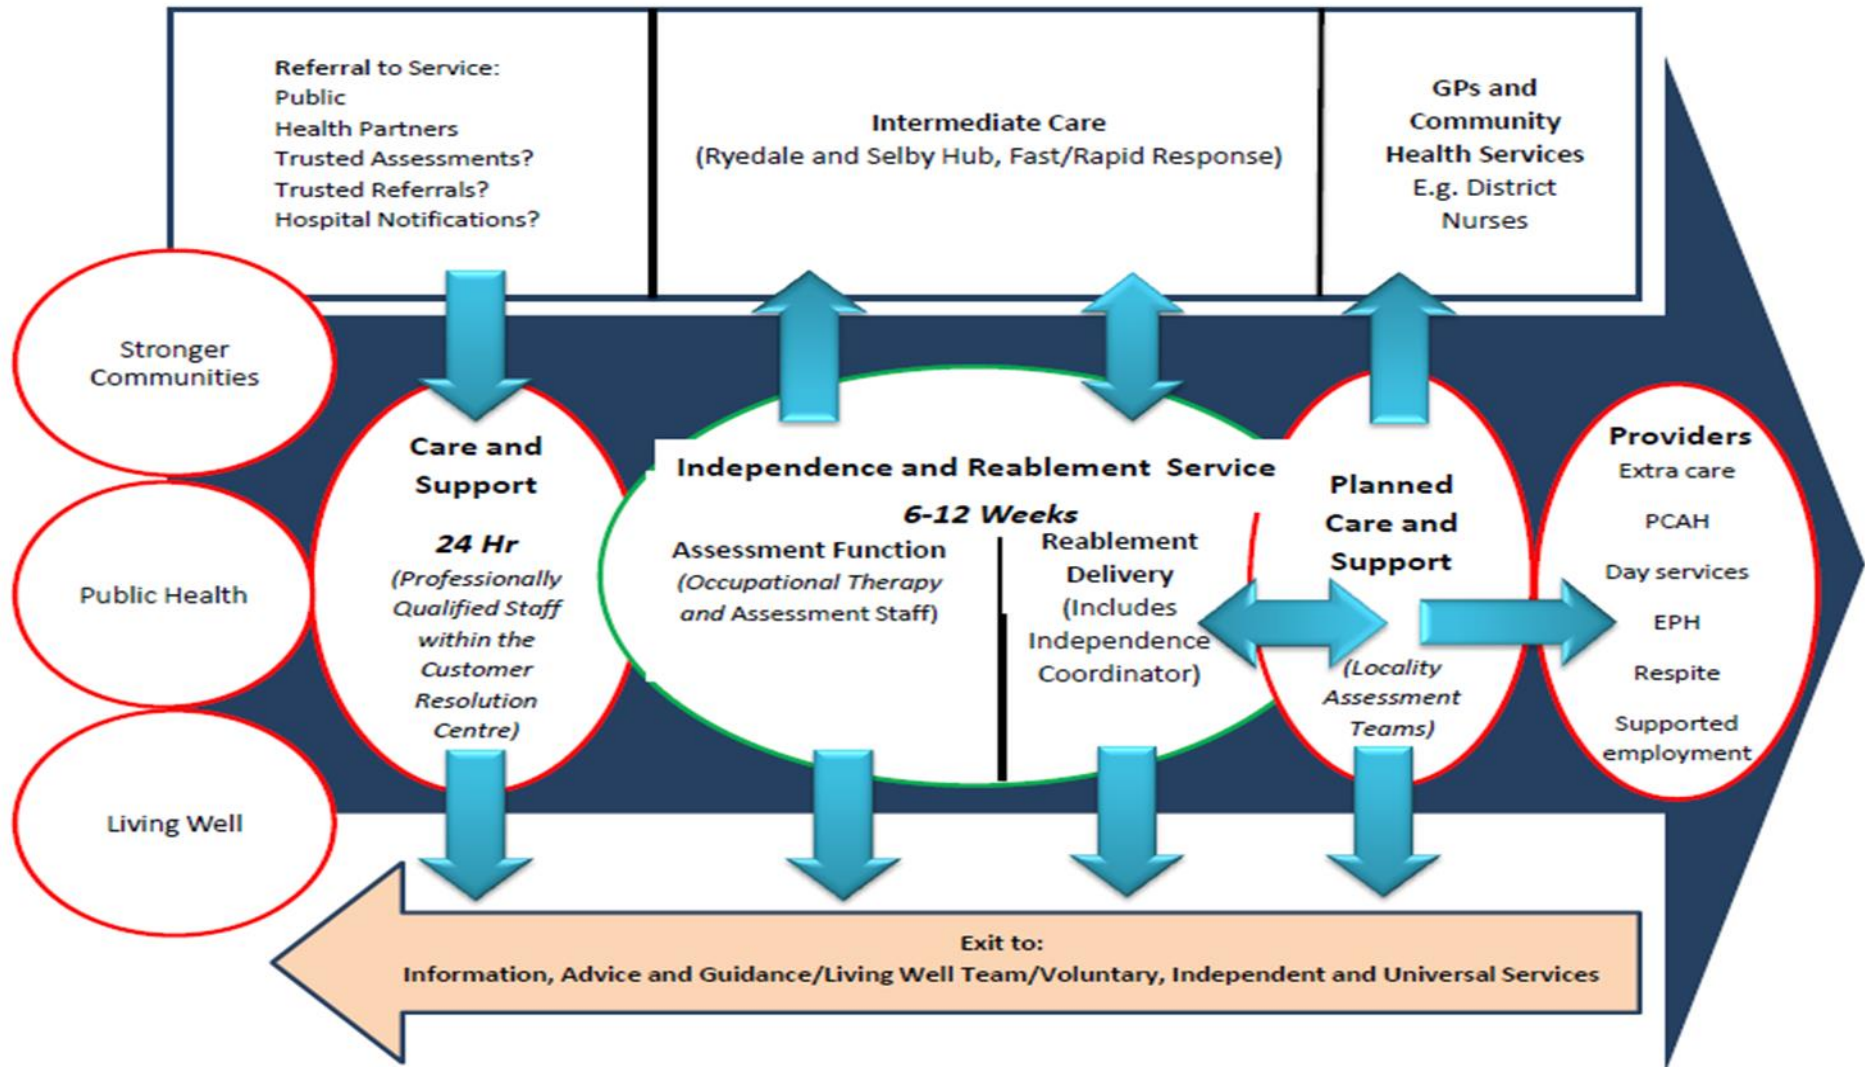 Referral to Service:
Public
Health Partners
Trusted Assessments?
Trusted Referrals?
Hospital Notifications?
Intermediate Care
(Ryedale and Selby Hub, Fast/Rapid Response)
GPs and
Community
Health Services
E.g. District
Nurses
Stronger
Communities
Public Health
Living Well
Care and
Support
24 Hr
(Professionally
Qualified Staff
within the
Customer
Resolution
Centre)
Independence and Reablement Service
6-12 Weeks
Assessment Function
(Occupational Therapy
and Assessment Staff)
Reablement
Delivery
(Includes
Independence
Coordinator)
Planned
Care and
Support
(Locality
Assessment
Teams)
Providers
Extra care
PCAH
Day services
EPH
Respite
Supported
employment
Exit to:
Information, Advice and Guidance/Living Well Team/Voluntary, Independent and Universal Services